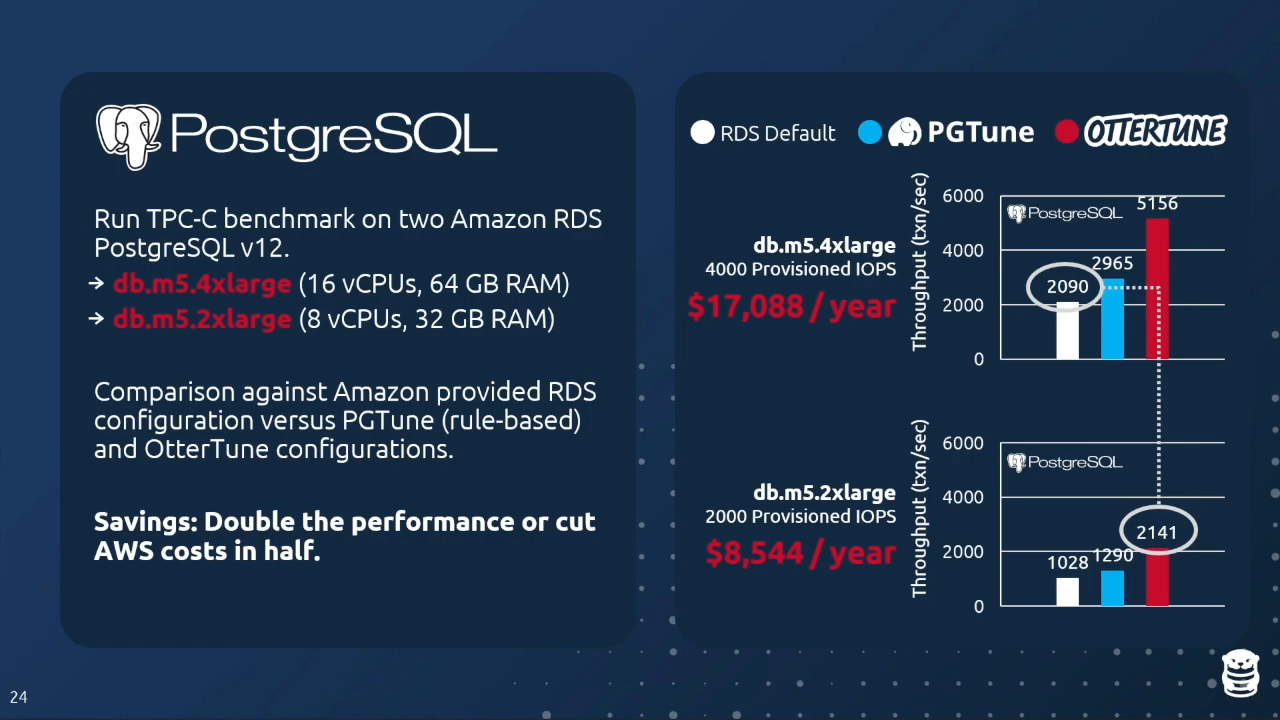 PostgreSQL
Run TPC-C benchmark on two Amazon RDS
PostgreSQL v12.
→ db.m5.4xlarge (16 vCPUs, 64 GB RAM)
→ db.m5.2xlarge (8 vCPUs, 32 GB RAM)
Comparison against Amazon provided RDS
configuration versus PGTune (rule-based)
and OtterTune configurations.
Savings: Double the performance or cut
AWS costs in half.
RDS Default PGTune OTTERTUNE
db.m5.4xlarge
4000 Provisioned IOPS
$17,088 / year
Throughput (txn/sec)
6000
4000
2000
0
PostgreSQL
2090
2965
5156
db.m5.2xlarge
2000 Provisioned IOPS
$8,544 / year
Throughput (txn/sec)
6000
4000
2000
0
PostgreSQL
1028
1290
2141
24